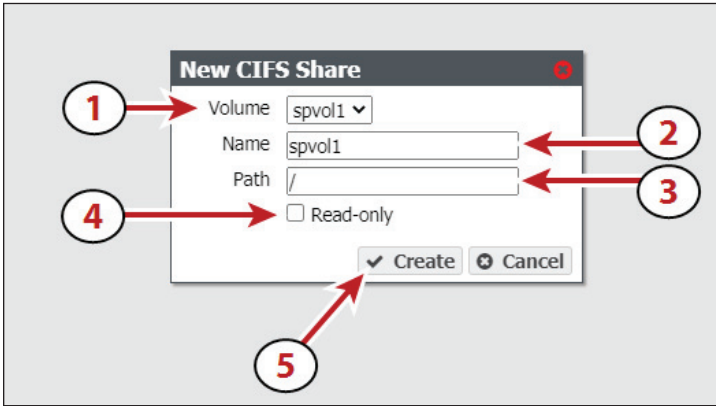 New CIFS Share
1
Volume spvol1
Name spvol1
2
Path /
3
4
Read-only
Create Cancel
5